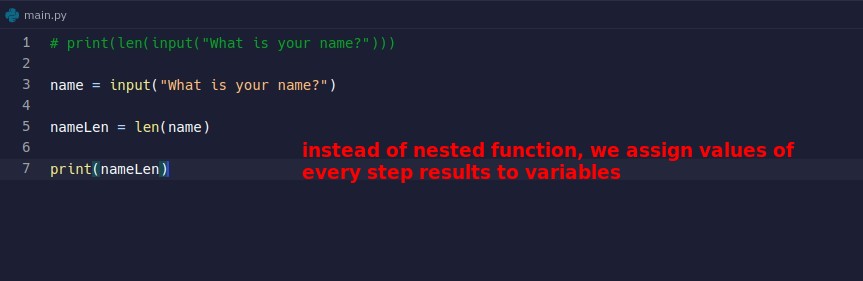 main.py
1 # print(len(input("What is your name?")))
2
3 name = input("What is your name?")
4
5 nameLen = len(name)
6
instead of nested function, we assign values of
7 print(nameLen)
every step results to variables